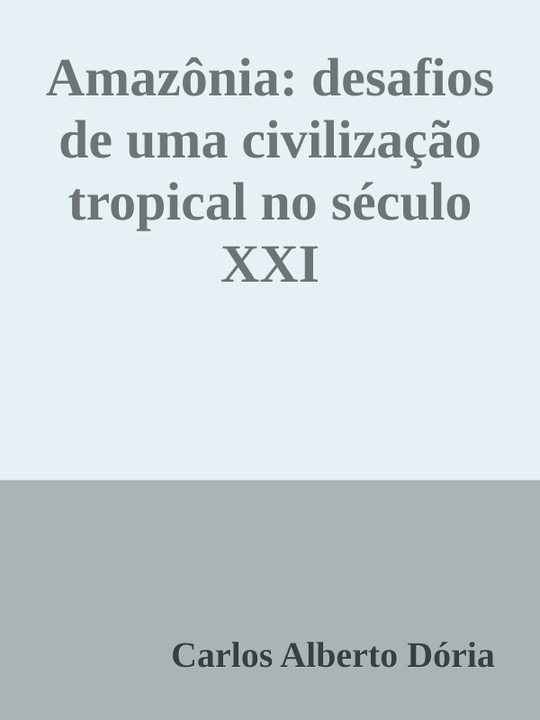 Amazônia: desafios
de uma civilização
tropical no século
XXI
Carlos Alberto Dória